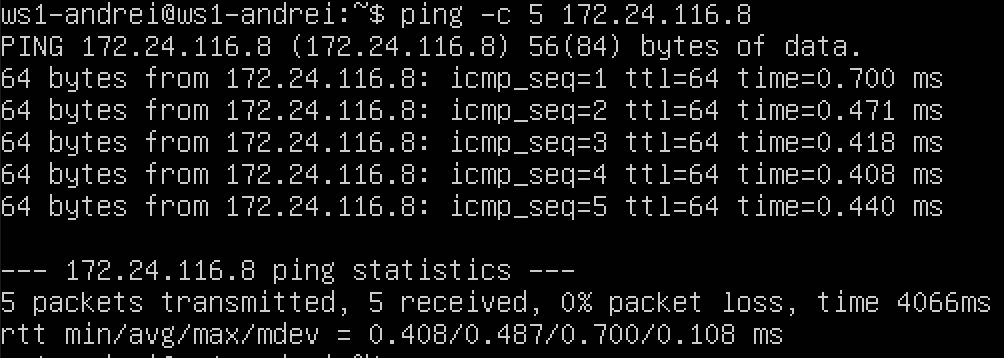 ws1-andrei@ws1-andrei:~$ ping -c 5 172.24.116.8
PING 172.24.116.8 (172.24.116.8) 56(84) bytes of data.
64 bytes from 172.24.116.8: icmp_seq=1 ttl=64 time=0.700 ms
64 bytes from 172.24.116.8: icmp_seq=2 ttl=64 time=0.471 ms
64 bytes from 172.24.116.8: icmp_seq=3 ttl=64 time=0.418 ms
64 bytes from 172.24.116.8: icmp_seq=4 ttl=64 time=0.408 ms
64 bytes from 172.24.116.8: icmp_seq=5 ttl=64 time=0.440 ms
--- 172.24.116.8 ping statistics ---
5 packets transmitted, 5 received, 0% packet loss, time 4066ms
rtt min/avg/max/mdev = 0.408/0.487/0.700/0.108 ms